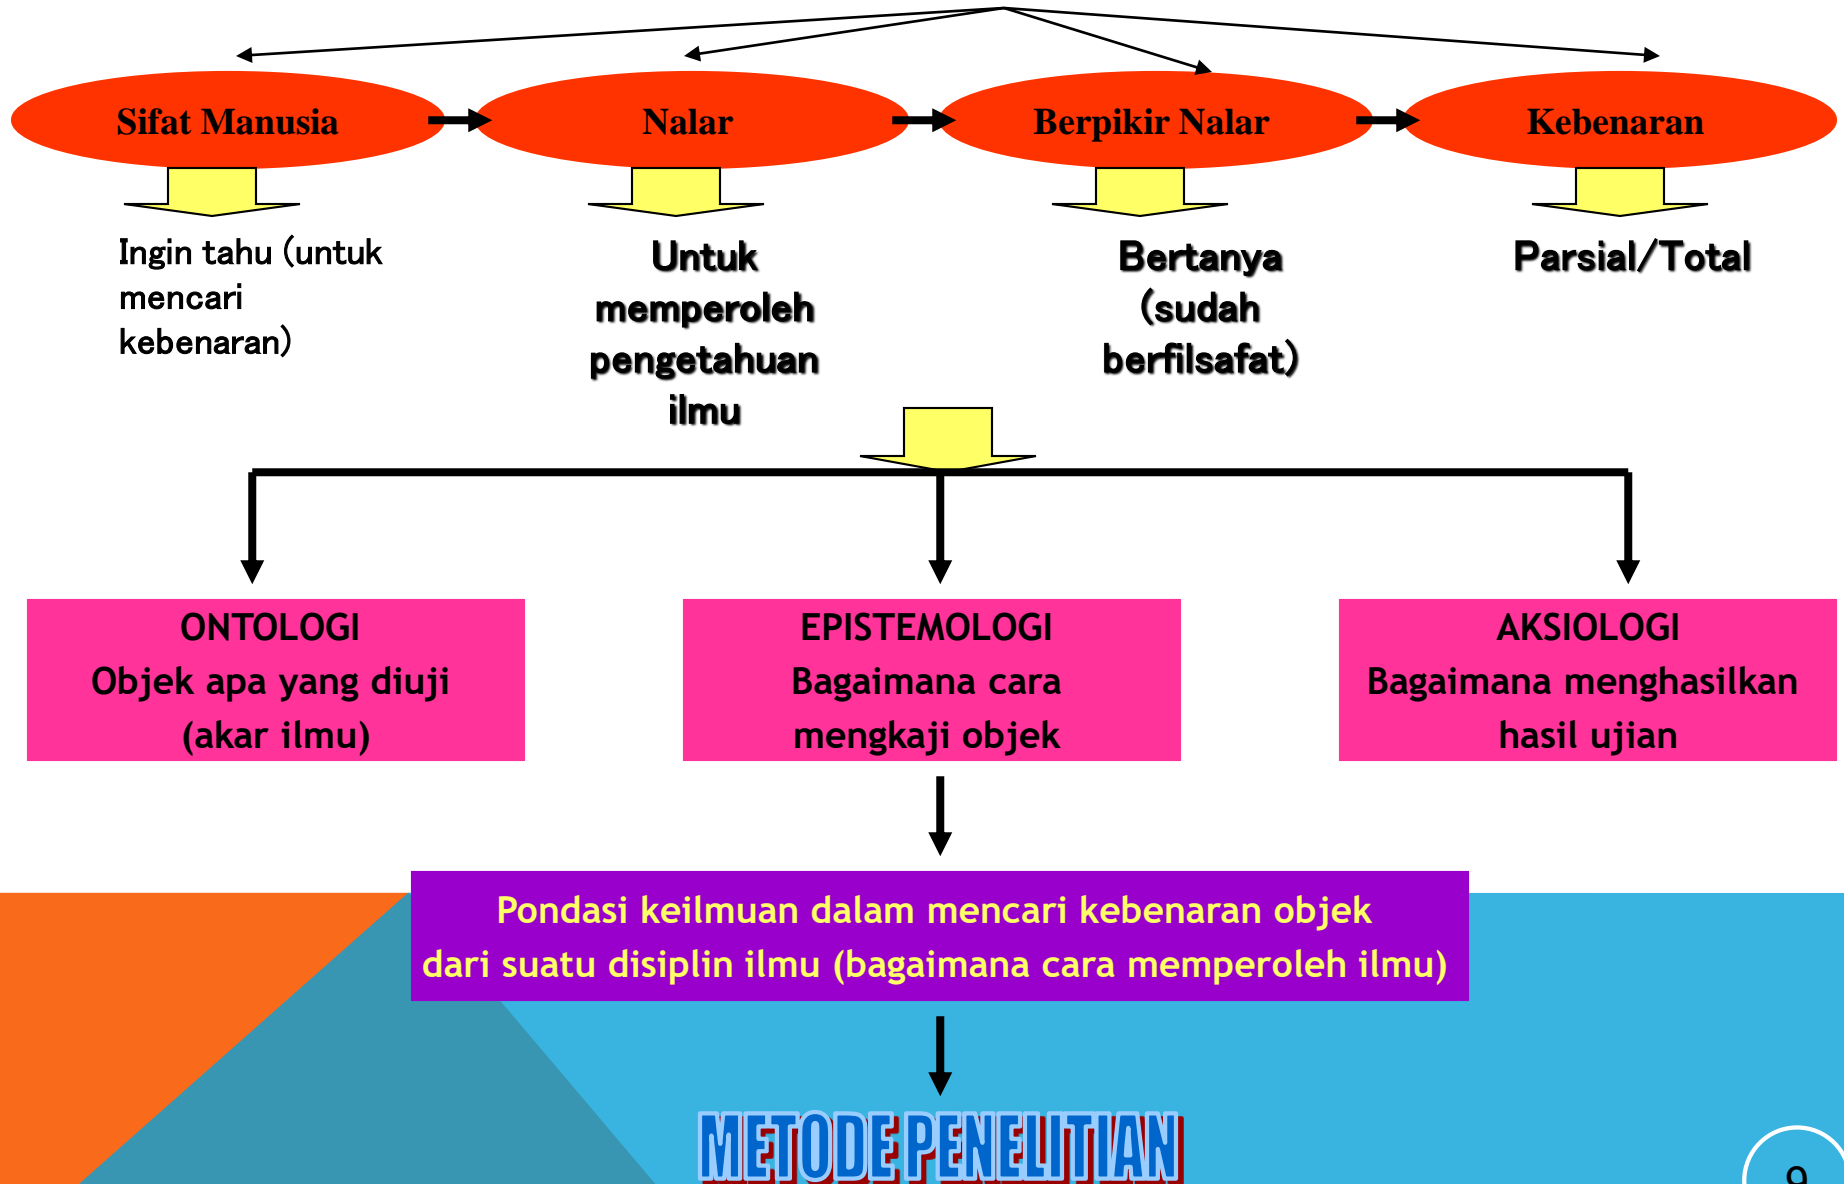 Sifat Manusia
Nalar
Berpikir Nalar
Kebenaran
Ingin tahu (untuk
mencari
kebenaran)
Untuk
memperoleh
pengetahuan
ilmu
Bertanya
(sudah
berfilsafat)
Parsial/Total
ONTOLOGI
Objek apa yang diuji
(akar ilmu)
EPISTEMOLOGI
Bagaimana cara
mengkaji objek
AKSIOLOGI
Bagaimana menghasilkan
hasil ujian
Pondasi keilmuan dalam mencari kebenaran objek
dari suatu disiplin ilmu (bagaimana cara memperoleh ilmu)
METODE PENELITIAN
9